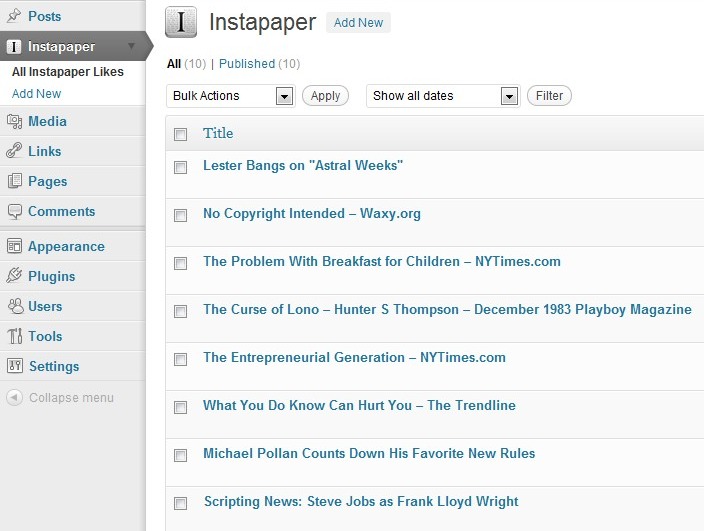 Posts
Instapaper
All Instapaper Likes
Add New
Media
Links
Pages
Comments
Appearance
Plugins
Users
Tools
Settings
Collapse menu
I Instapaper Add New
All (10) | Published (10)
Bulk Actions Apply Show all dates Filter
Title
Lester Bangs on "Astral Weeks"
No Copyright Intended – Waxy.org
The Problem With Breakfast for Children – NYTimes.com
The Curse of Lono – Hunter S Thompson – December 1983 Playboy Magazine
The Entrepreneurial Generation – NYTimes.com
What You Do Know Can Hurt You – The Trendline
Michael Pollan Counts Down His Favorite New Rules
Scripting News: Steve Jobs as Frank Lloyd Wright